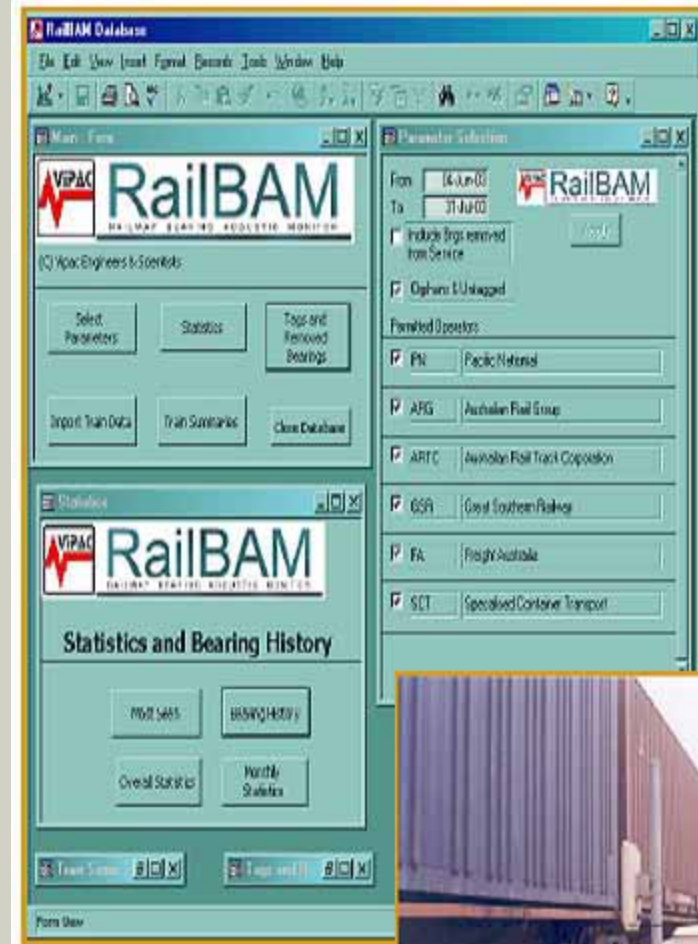 RailBAM Database
File Edit View Insert Format Records Tools Window Help
Main : Form
VIPAC
RailBAM
RAILWAY BEARING ACOUSTIC MONITOR
(C) Vipac Engineers & Scientists
Select
Parameters
Statistics
Tags and
Removed
Bearings
Import Train Data
Train Summaries
Close Database
Statistics
VIPAC
RailBAM
RAILWAY BEARING ACOUSTIC MONITOR
Statistics and Bearing History
Most Seen
Bearing History
Overall Statistics
Monthly
Statistics
Parameter Selection
From
To
VIPAC
RailBAM
Include Brgs removed
from Service
Orphans & Untagged
Permitted Operators
PN Pacific National
ARG Australian Rail Group
ARTC Australian Rail Track Corporation
GSR Great Southern Railway
FA Freight Australia
SCT Specialised Container Transport
Form View